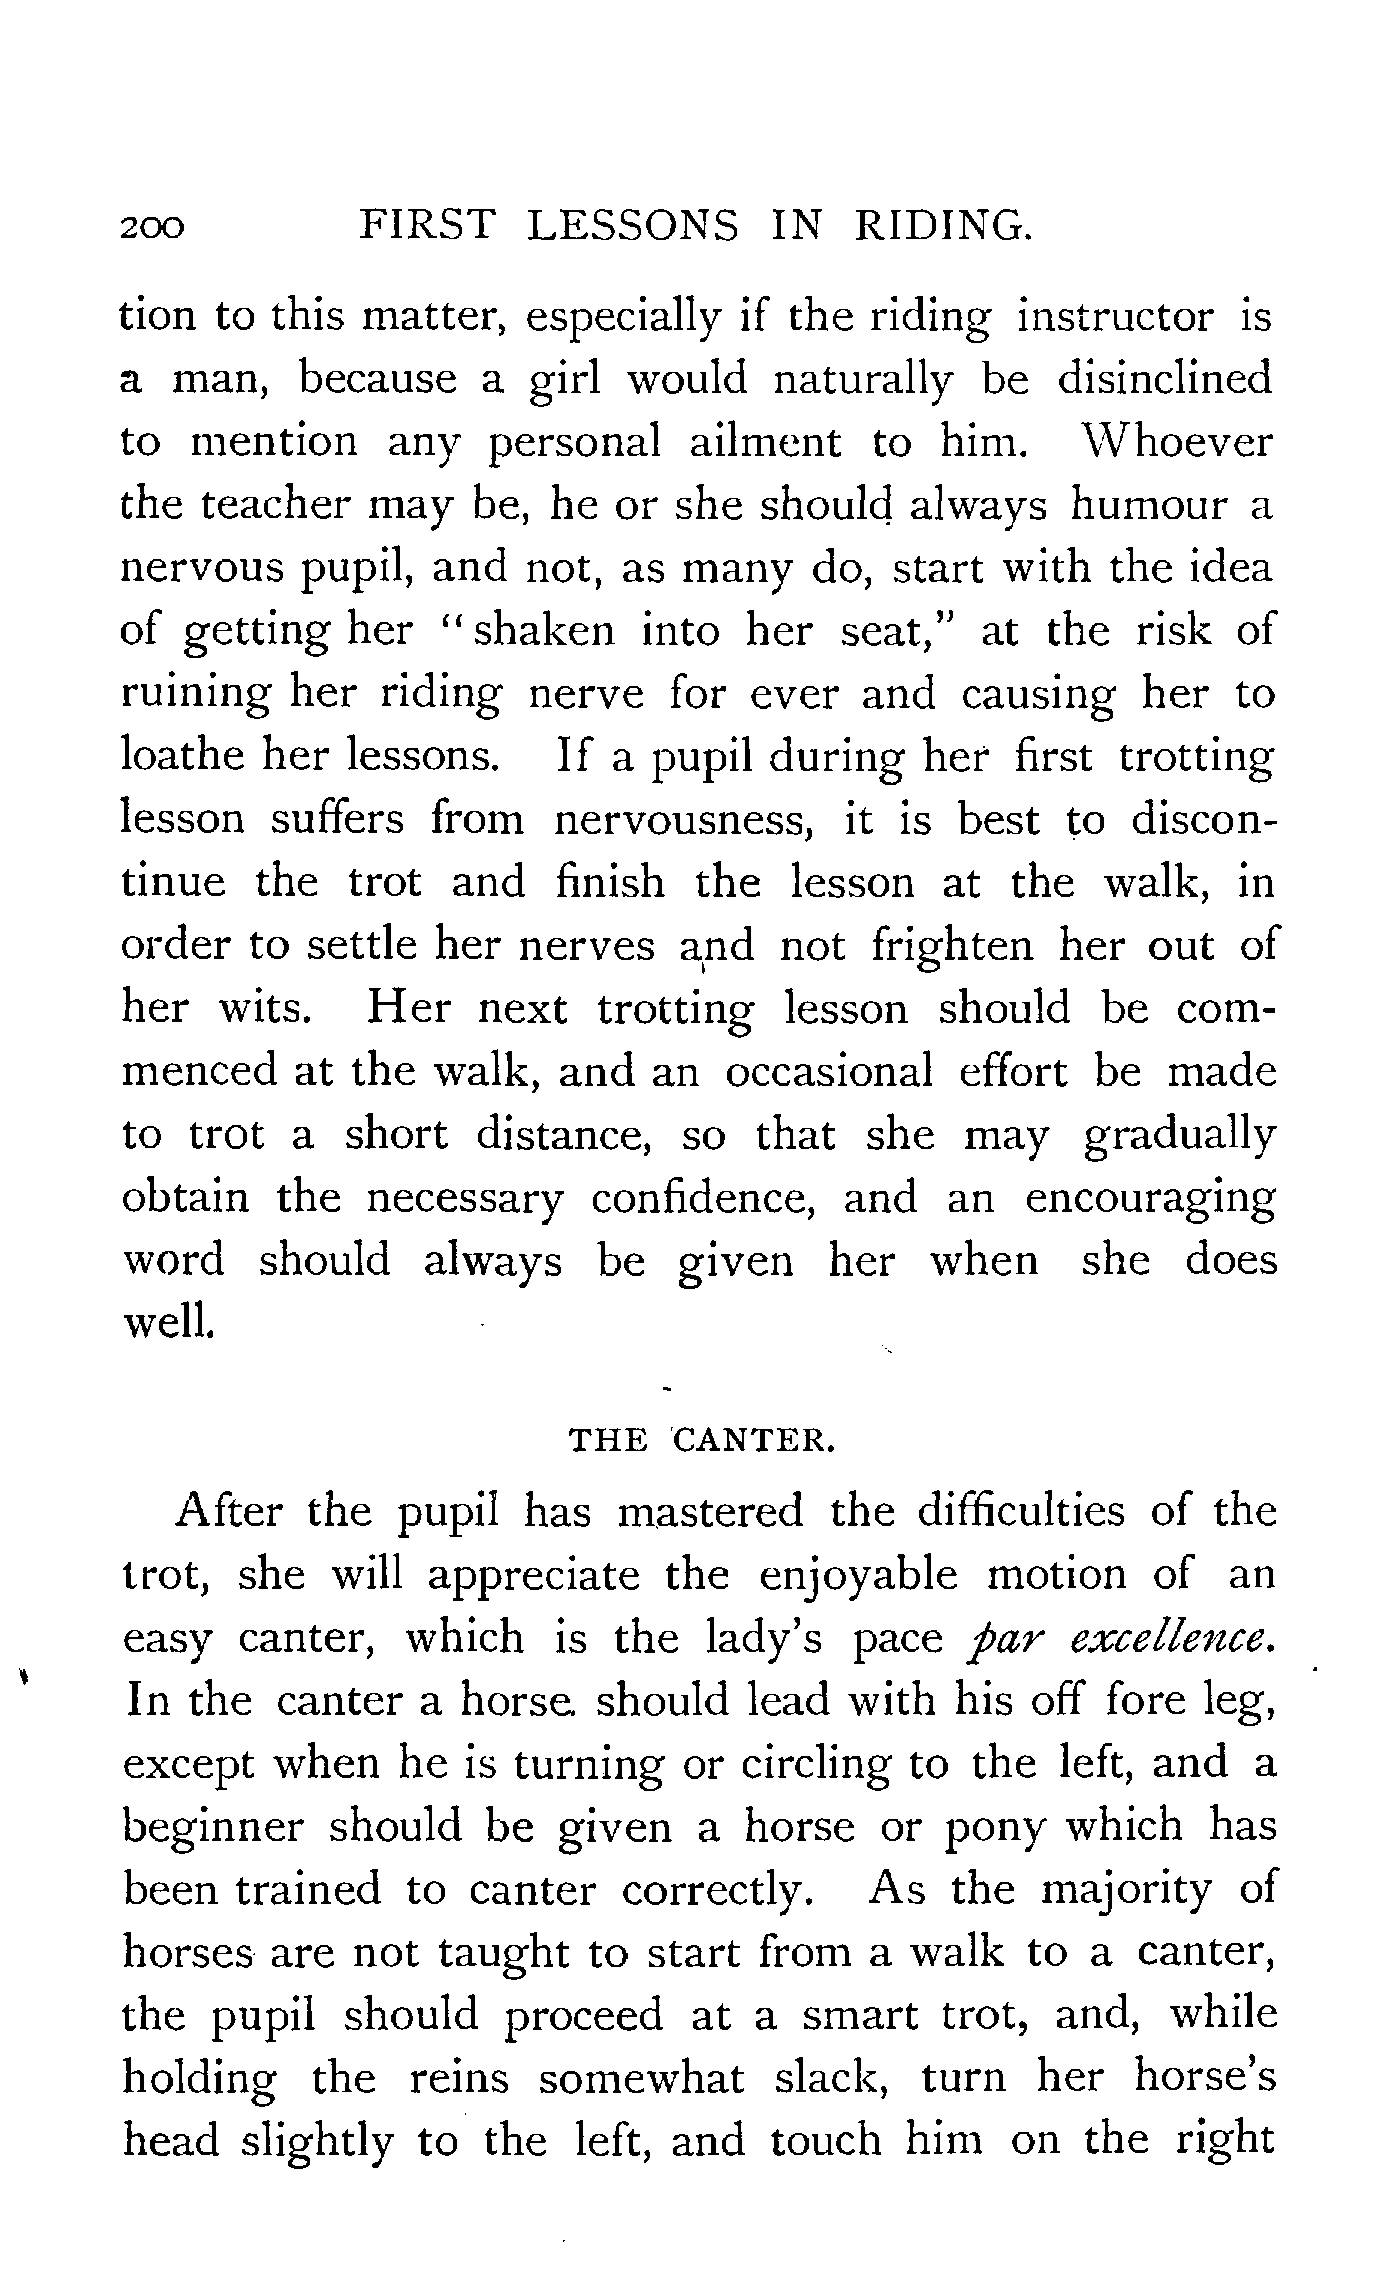 200 FIRST LESSONS IN RIDING.
tion to this matter, especially if the riding instructor is
a man, because a girl would naturally be disinclined
to mention any personal ailment to him. Whoever
the teacher may be, he or she should always humour a
nervous pupil, and not, as many do, start with the idea
of getting her “shaken into her seat,” at the risk of
ruining her riding nerve for ever and causing her to
loathe her lessons. If a pupil during her first trotting
lesson suffers from nervousness, it is best to discon-
tinue the trot and finish the lesson at the walk, in
order to settle her nerves and not frighten her out of
her wits. Her next trotting lesson should be com-
menced at the walk, and an occasional effort be made
to trot a short distance, so that she may gradually
obtain the necessary confidence, and an encouraging
word should always be given her when she does
well.
THE CANTER.
After the pupil has mastered the difficulties of the
trot, she will appreciate the enjoyable motion of an
easy canter, which is the lady's pace par excellence.
In the canter a horse should lead with his off fore leg,
except when he is turning or circling to the left, and a
beginner should be given a horse or pony which has
been trained to canter correctly. As the majority of
horses are not taught to start from a walk to a canter,
the pupil should proceed at a smart trot, and, while
holding the reins somewhat slack, turn her horse's
head slightly to the left, and touch him on the right